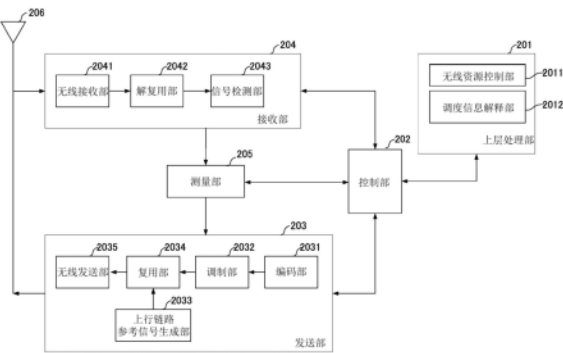 206
204
2041
2042
2043
无线接收部
解复用部
信号检测部
接收部
201
无线资源控制部
2011
调度信息解释部
2012
上层处理部
205
测量部
202
控制部
203
2035
2034
2032
2031
无线发送部
复用部
调制部
编码部
2033
上行链路
参考信号生成部
发送部